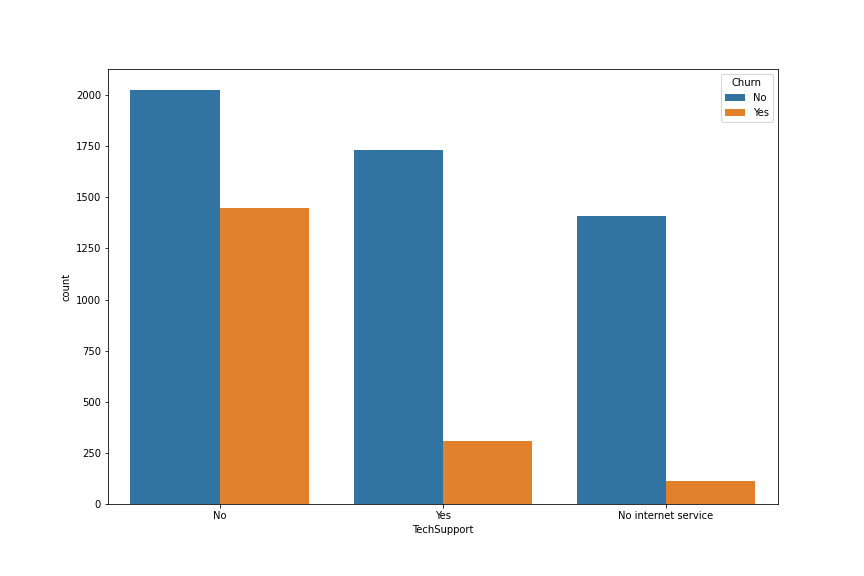 Churn
No
Yes
2000
1750
1500
1250
1000
750
500
250
0
count
No Yes No internet service
TechSupport